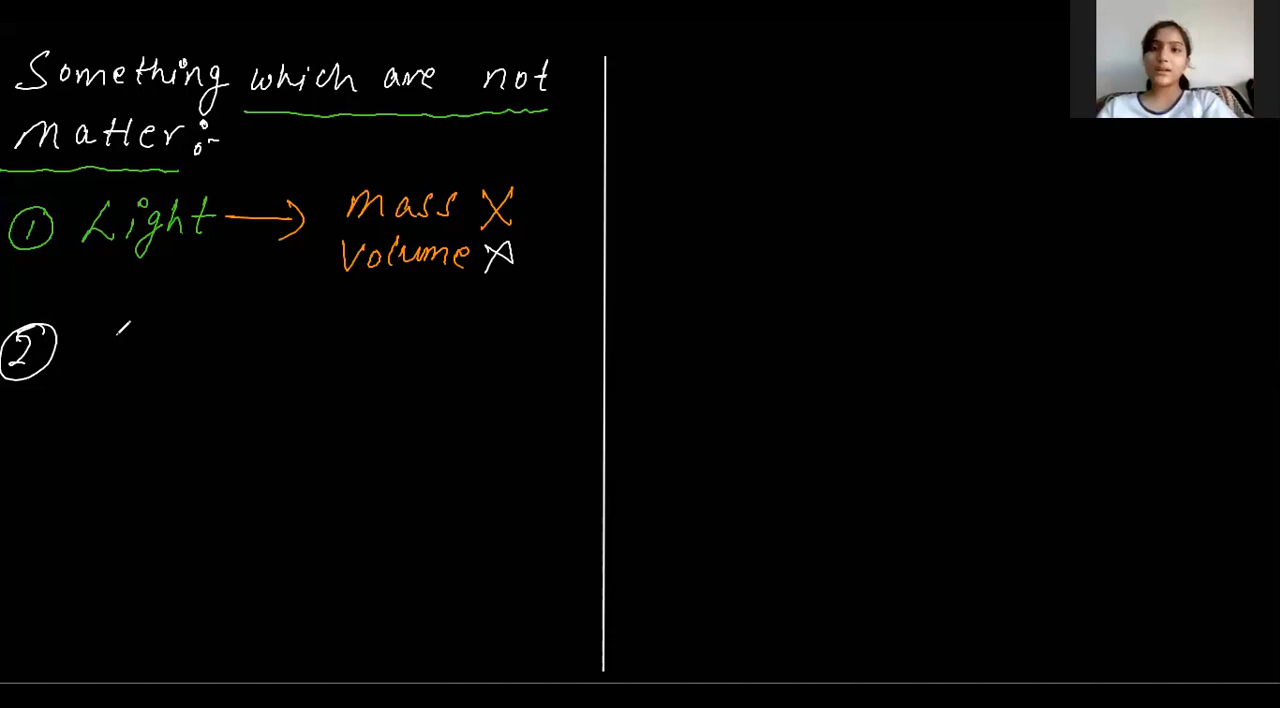 Something which are not
Matter :-
① Light → Mass X
Volume X
②